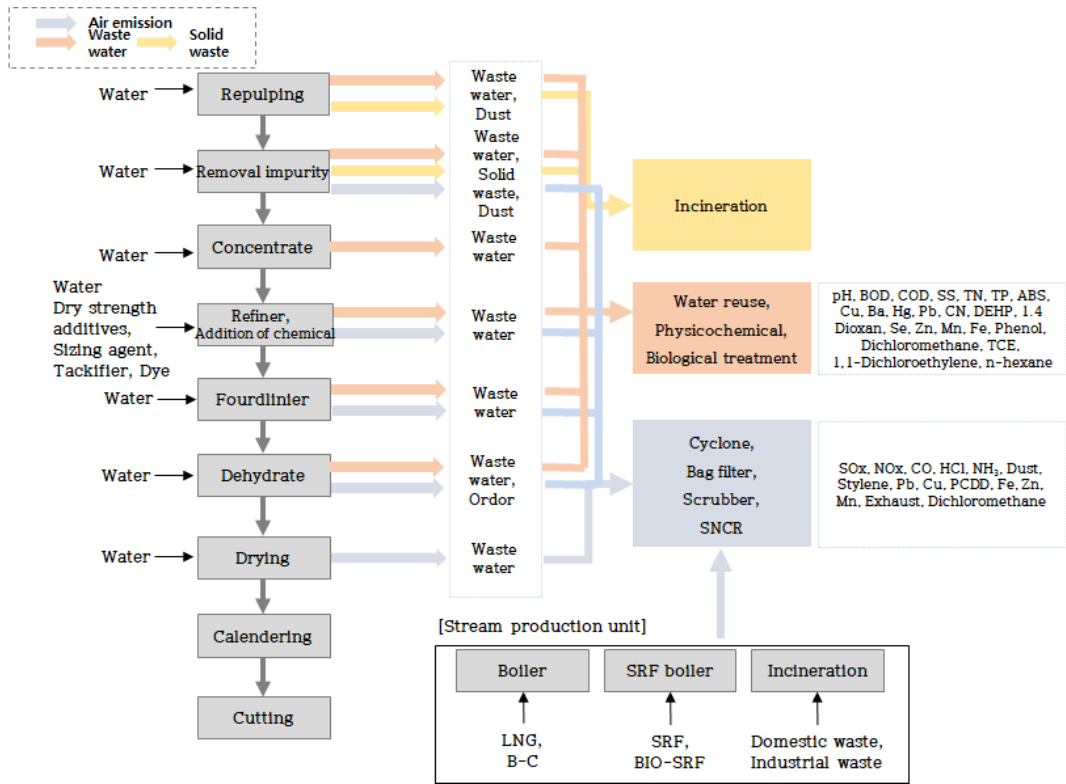 Air emission
Waste
water
Solid
waste
Water
Repulping
Waste
water,
Dust
Water
Removal impurity
Waste
water,
Solid
waste,
Dust
Incineration
Water
Concentrate
Waste
water
Water
Dry strength
additives,
Sizing agent,
Tackifier, Dye
Refiner,
Addition of chemical
Waste
water
Water reuse,
Physicochemical,
Biological treatment
pH, BOD, COD, SS, TN, TP, ABS,
Cu, Ba, Hg, Pb, CN, DEHP, 1.4
Dioxan, Se, Zn, Mn, Fe, Phenol,
Dichloromethane, TCE,
1,1-Dichloroethylene, n-hexane
Water
Fourdlinier
Waste
water
Water
Dehydrate
Waste
water,
Ordor
Cyclone,
Bag filter,
Scrubber,
SNCR
SOx, NOx, CO, HCl, NH₃, Dust,
Stylene, Pb, Cu, PCDD, Fe, Zn,
Mn, Exhaust, Dichloromethane
Water
Drying
Waste
water
Calendering
Cutting
[Stream production unit]
Boiler
SRF boiler
Incineration
LNG,
B-C
SRF,
BIO-SRF
Domestic waste,
Industrial waste